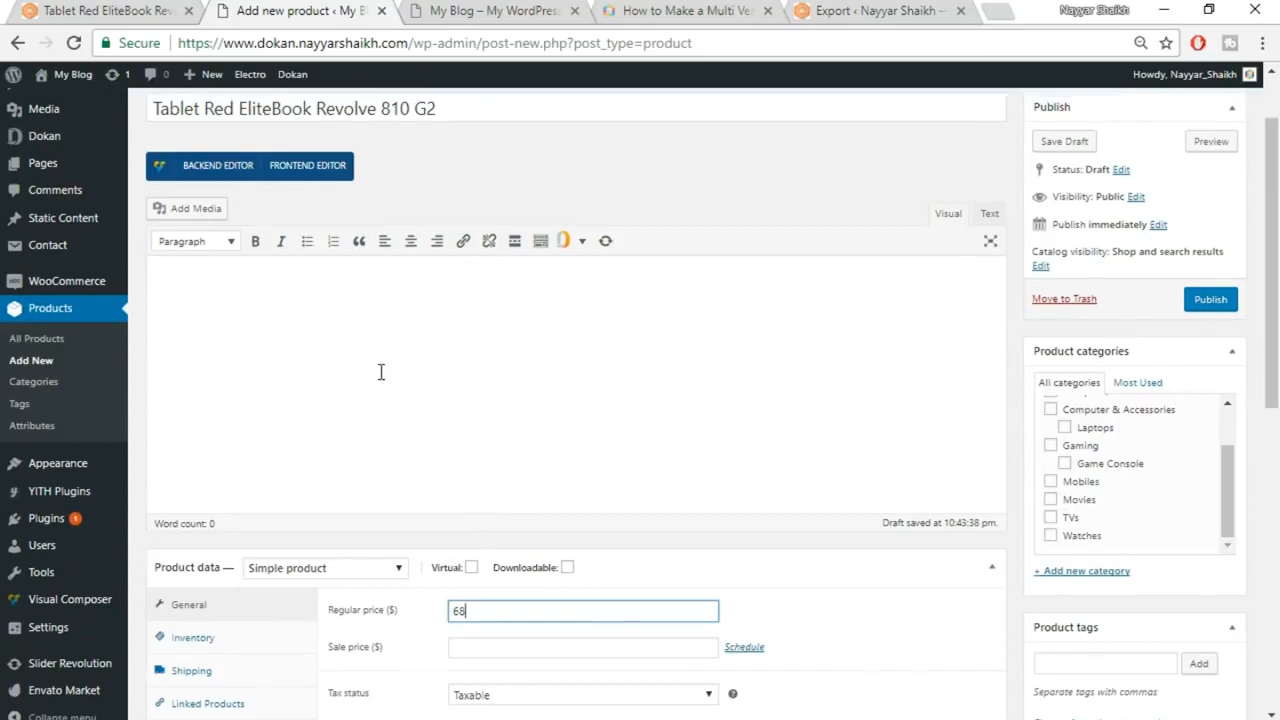 Tablet Red EliteBook Rev
Add new product ‹ My B
My Blog – My WordPress
How to Make a Multi Ve
Export ‹ Nayyar Shaikh —
Nayyar Shaikh
Secure
https://www.dokan.nayyarshaikh.com/wp-admin/post-new.php?post_type=product
My Blog
1
New
Electro
Dokan
Howdy, Nayyar_Shaikh
Media
Dokan
Pages
Comments
Static Content
Contact
WooCommerce
Products
All Products
Add New
Categories
Tags
Attributes
Appearance
YITH Plugins
Plugins 1
Users
Tools
Visual Composer
Settings
Slider Revolution
Envato Market
Collapse menu
Tablet Red EliteBook Revolve 810 G2
BACKEND EDITOR
FRONTEND EDITOR
Add Media
Visual
Text
Paragraph
Word count: 0
Draft saved at 10:43:38 pm.
Product data —
Simple product
Virtual:
Downloadable:
General
Inventory
Shipping
Linked Products
Regular price ($)
68
Sale price ($)
Schedule
Tax status
Taxable
Publish
Save Draft
Preview
Status: Draft Edit
Visibility: Public Edit
Publish immediately Edit
Catalog visibility: Shop and search results
Edit
Move to Trash
Publish
Product categories
All categories
Most Used
Computer & Accessories
Laptops
Gaming
Game Console
Mobiles
Movies
TVs
Watches
+ Add new category
Product tags
Add
Separate tags with commas